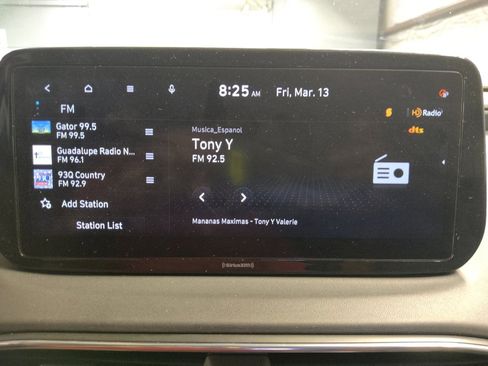 8:25 AM Fri, Mar. 13
FM
HD Radio
dts
Gator 99.5
FM 99.5
Guadalupe Radio N...
FM 96.1
93Q Country
FM 92.9
Add Station
Station List
Musica_Espanol
Tony Y
FM 92.5
Mananas Maximas - Tony Y Valerie
((SiriusXM))